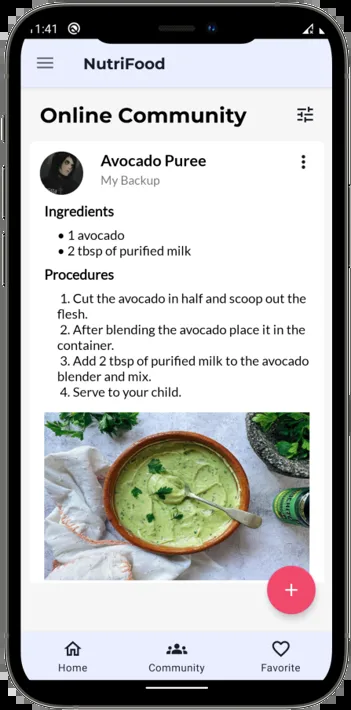 1:41
NutriFood
Online Community
Avocado Puree
My Backup
Ingredients
• 1 avocado
• 2 tbsp of purified milk
Procedures
1. Cut the avocado in half and scoop out the
flesh.
2. After blending the avocado place it in the
container.
3. Add 2 tbsp of purified milk to the avocado
blender and mix.
4. Serve to your child.
+
Home
Community
Favorite